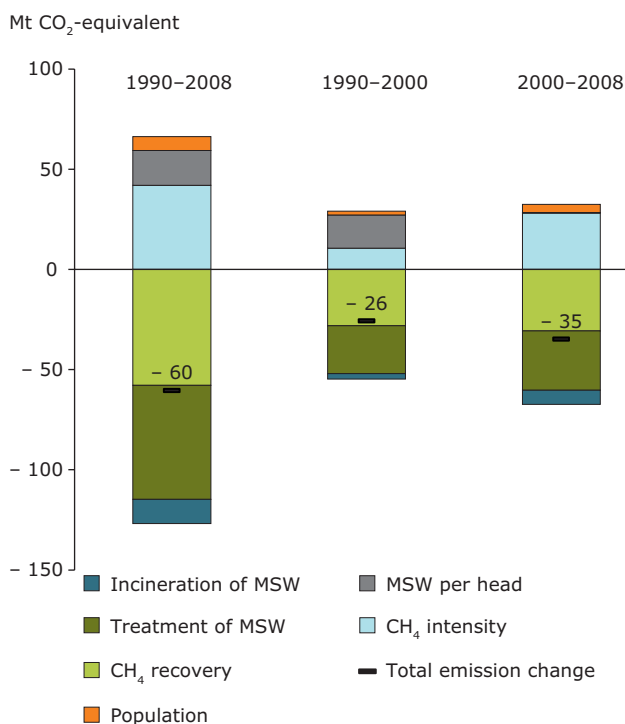 Mt CO₂-equivalent
100
1990–2008
1990–2000
2000–2008
50
0
– 26
– 35
– 50
– 60
– 100
– 150
Incineration of MSW
MSW per head
Treatment of MSW
CH₄ intensity
CH₄ recovery
Total emission change
Population